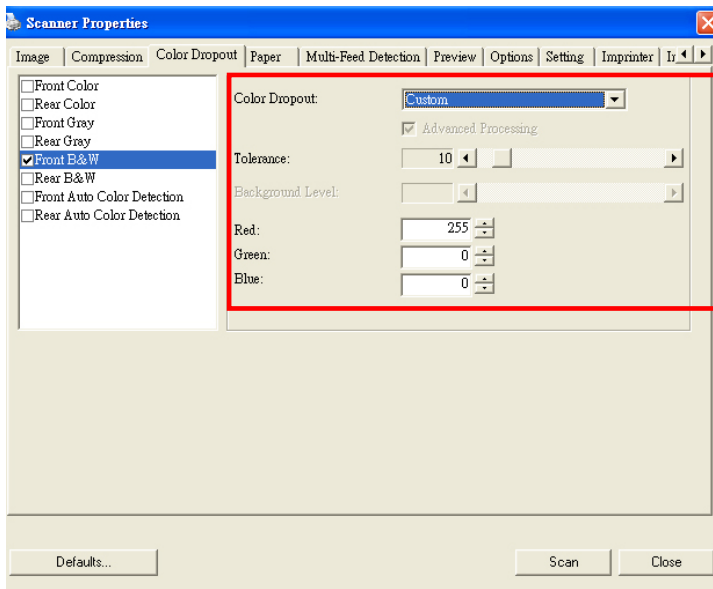 Scanner Properties
Image Compression Color Dropout Paper Multi-Feed Detection Preview Options Setting Imprinter
Front Color
Rear Color
Front Gray
Rear Gray
Front B&W
Rear B&W
Front Auto Color Detection
Rear Auto Color Detection
Color Dropout: Custom
Advanced Processing
Tolerance: 10
Background Level:
Red: 255
Green: 0
Blue: 0
Defaults... Scan Close